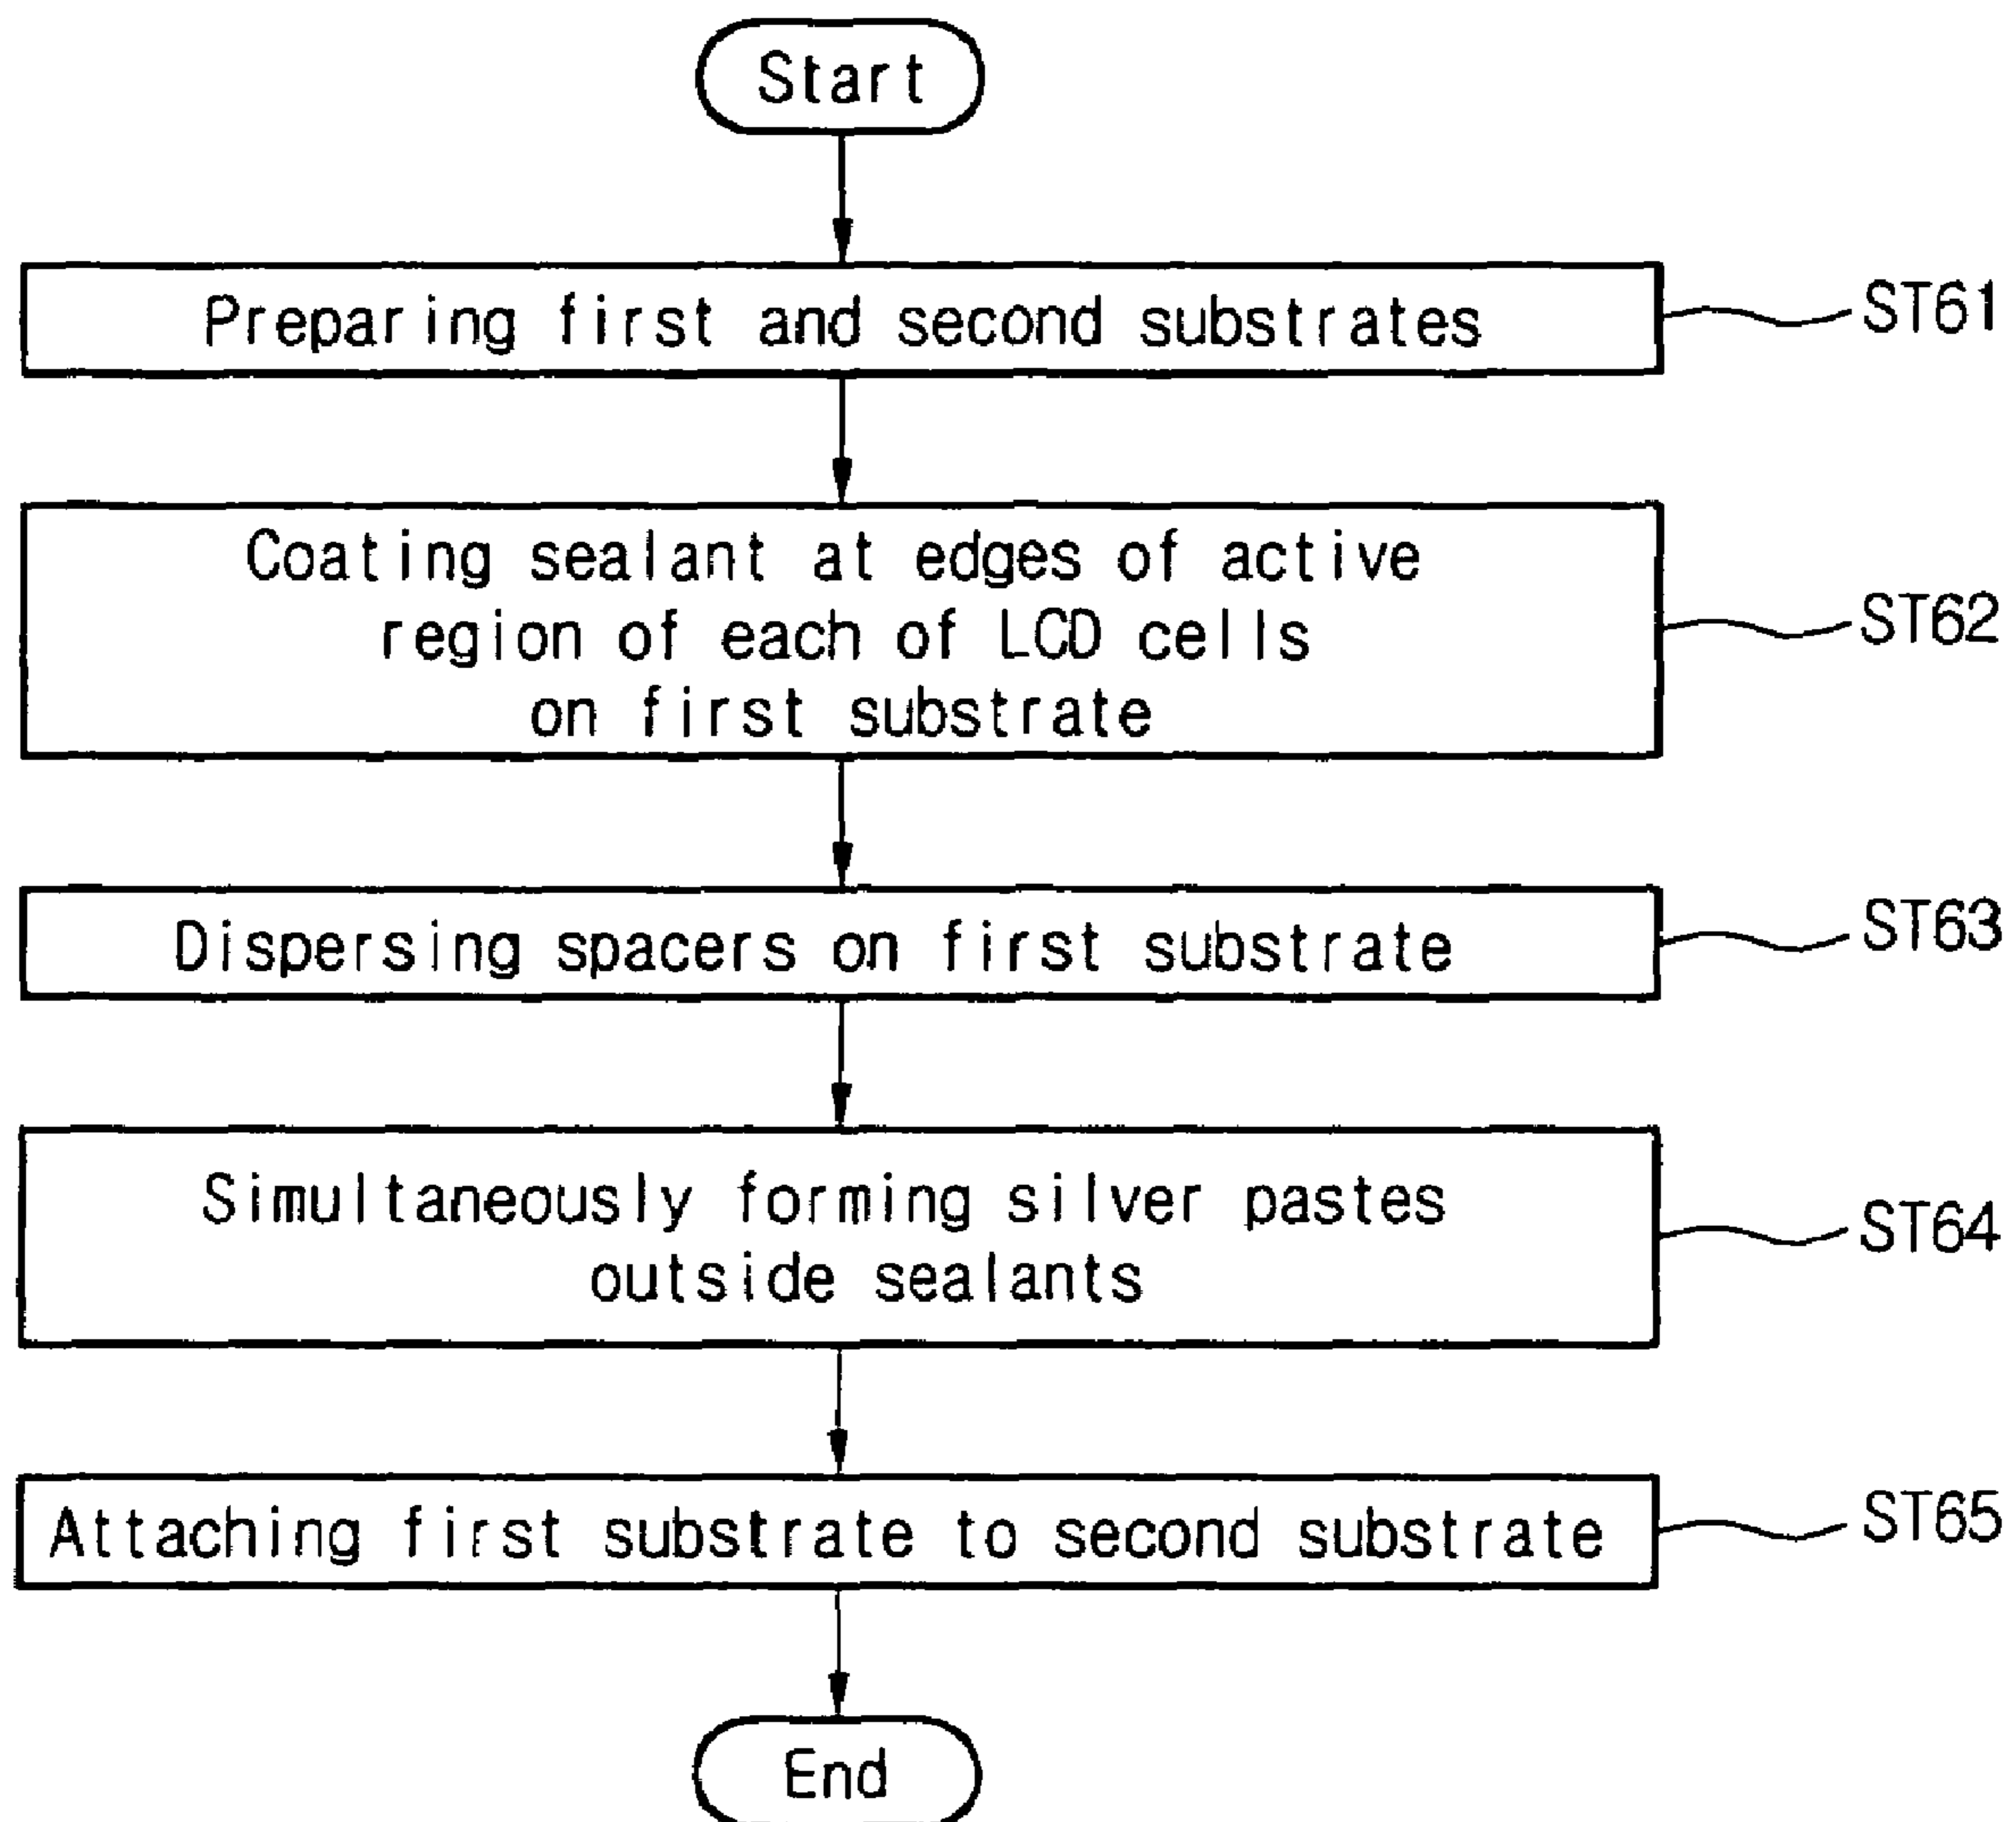 Start
Preparing first and second substrates
ST61
Coating sealant at edges of active
region of each of LCD cells
on first substrate
ST62
Dispersing spacers on first substrate
ST63
Simultaneously forming silver pastes
outside sealants
ST64
Attaching first substrate to second substrate
ST65
End